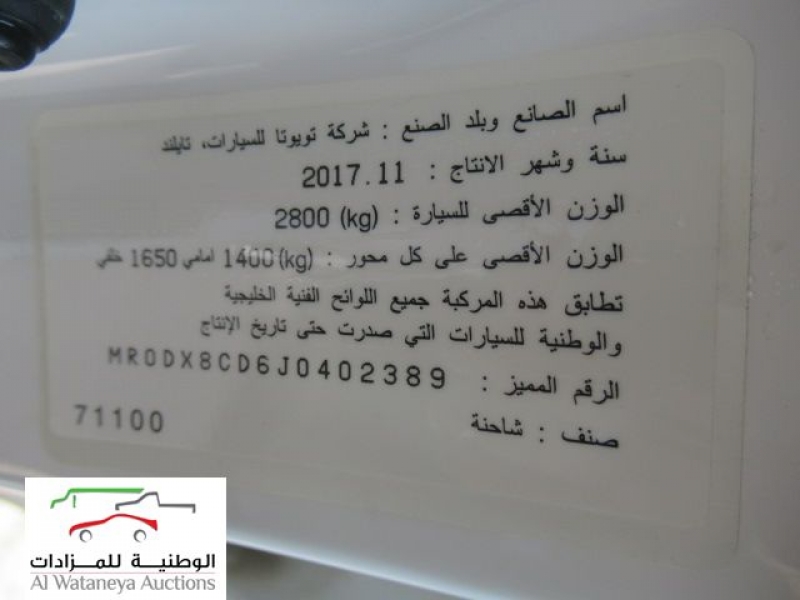 اسم الصانع وبلد الصنع : شركة تويوتا للسيارات، تايلند
سنة وشهر الانتاج : 2017.11
الوزن الأقصى للسيارة : (kg) 2800
الوزن الأقصى على كل محور : (kg) 1400 امامي 1650 خلفي
تطابق هذه المركبة جميع اللوائح الفنية الخليجية
والوطنية للسيارات التي صدرت حتى تاريخ الإنتاج
الرقم المميز : MR0DX8CD6J0402389
صنف : شاحنة
71100
الوطنية للمزادات
Al Wataneya Auctions